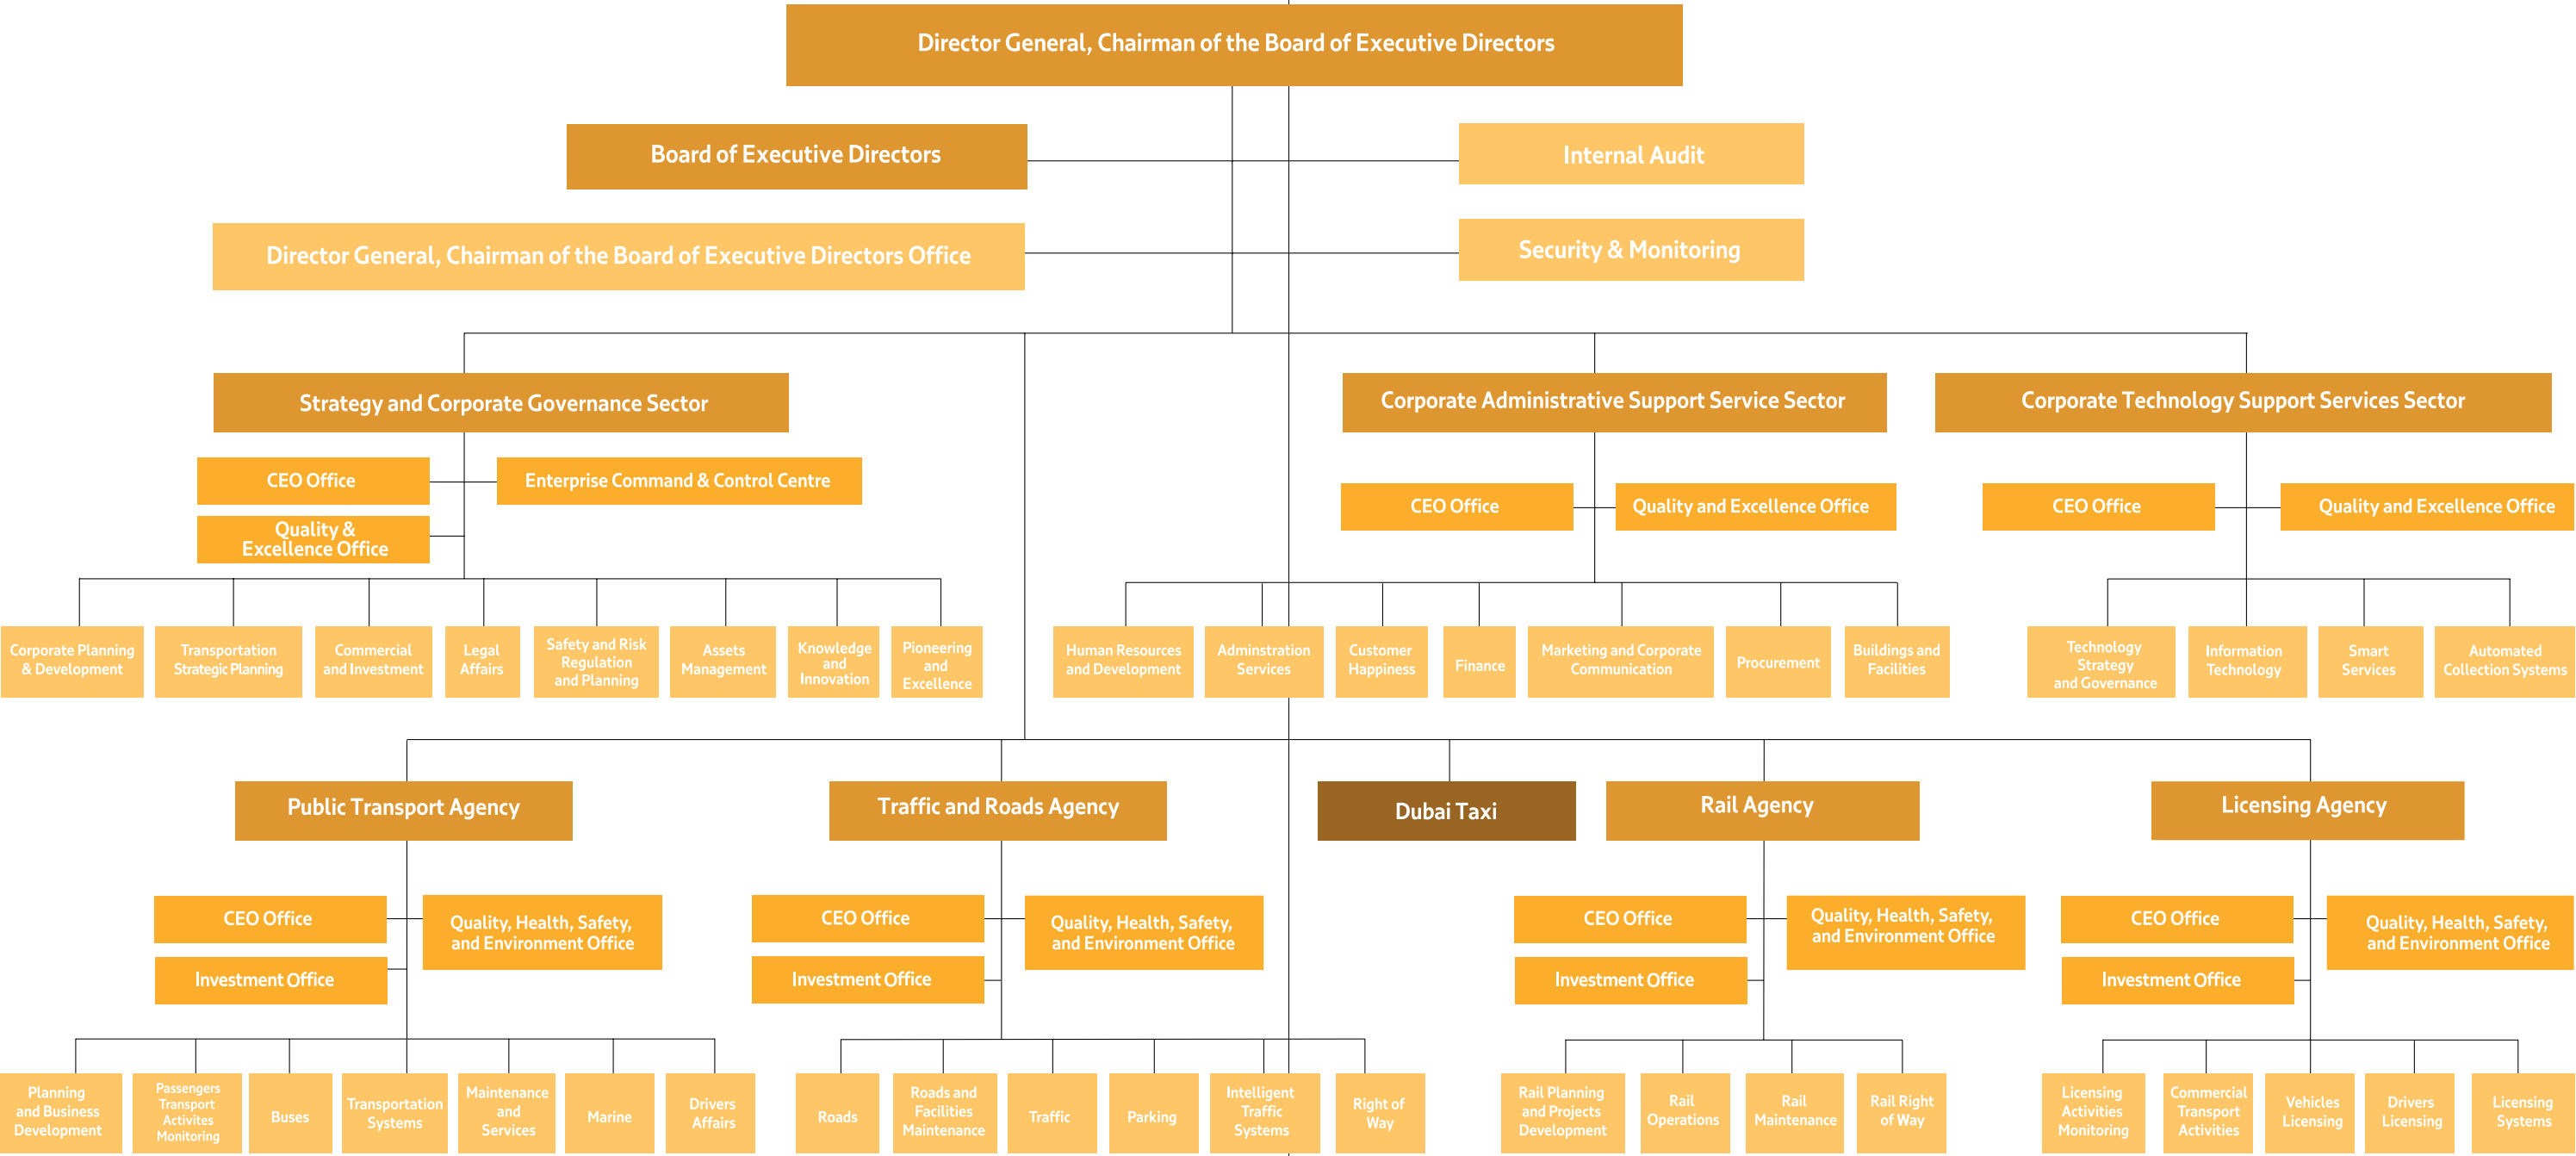 Director General, Chairman of the Board of Executive Directors
Board of Executive Directors
Internal Audit
Director General, Chairman of the Board of Executive Directors Office
Security & Monitoring
Strategy and Corporate Governance Sector
CEO Office
Enterprise Command & Control Centre
Quality &
Excellence Office
Corporate Planning
& Development
Transportation
Strategic Planning
Commercial
and Investment
Legal
Affairs
Safety and Risk
Regulation
and Planning
Assets
Management
Knowledge
and
Innovation
Pioneering
and
Excellence
Corporate Administrative Support Service Sector
CEO Office
Quality and Excellence Office
Human Resources
and Development
Adminstration
Services
Customer
Happiness
Finance
Marketing and Corporate
Communication
Procurement
Buildings and
Facilities
Corporate Technology Support Services Sector
CEO Office
Quality and Excellence Office
Technology
Strategy
and Governance
Information
Technology
Smart
Services
Automated
Collection Systems
Public Transport Agency
CEO Office
Quality, Health, Safety,
and Environment Office
Investment Office
Planning
and Business
Development
Passengers
Transport
Activites
Monitoring
Buses
Transportation
Systems
Maintenance
and
Services
Marine
Drivers
Affairs
Traffic and Roads Agency
CEO Office
Quality, Health, Safety,
and Environment Office
Investment Office
Roads
Roads and
Facilities
Maintenance
Traffic
Parking
Intelligent
Traffic
Systems
Right of
Way
Dubai Taxi
Rail Agency
CEO Office
Quality, Health, Safety,
and Environment Office
Investment Office
Rail Planning
and Projects
Development
Rail
Operations
Rail
Maintenance
Rail Right
of Way
Licensing Agency
CEO Office
Quality, Health, Safety,
and Environment Office
Investment Office
Licensing
Activities
Monitoring
Commercial
Transport
Activities
Vehicles
Licensing
Drivers
Licensing
Licensing
Systems